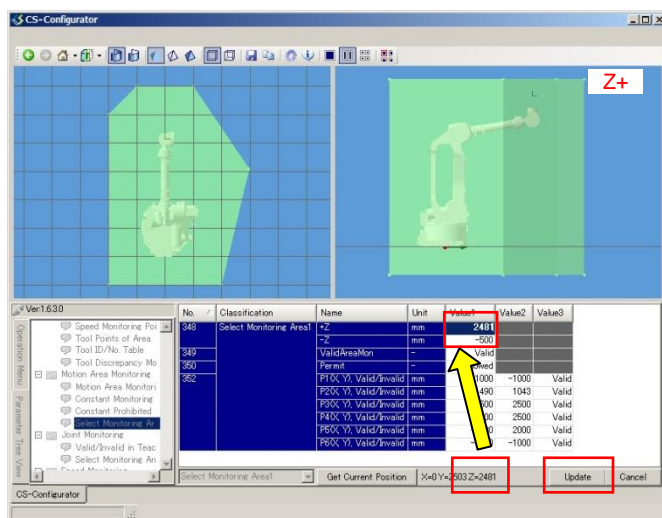 CS-Configurator
Z+
Ver.1.6.3.0
Operation Menu
Parameter Tree View
Speed Monitoring Poi
Tool Points of Area
Tool ID/No. Table
Tool Discrepancy Mo
Motion Area Monitoring
Motion Area Monitori
Constant Monitoring
Constant Prohibited
Select Monitoring Ar
Joint Monitoring
Valid/Invalid in Teac
Select Monitoring An
No. Classification Name Unit Value1 Value2 Value3
348 Select Monitoring Area1 +Z mm 2481
-Z mm -500
349 ValidAreaMon - Valid
350 Permit -
352 P1(X, Y), Valid/Invalid mm -1000 Valid
P2(X, Y), Valid/Invalid mm 1043 Valid
P3(X, Y), Valid/Invalid mm 2500 Valid
P4(X, Y), Valid/Invalid mm 2500 Valid
P5(X, Y), Valid/Invalid mm 2000 Valid
P6(X, Y), Valid/Invalid mm -1000 Valid
Select Monitoring Area1 Get Current Position X=0 Y=2503 Z=2481 Update Cancel
CS-Configurator